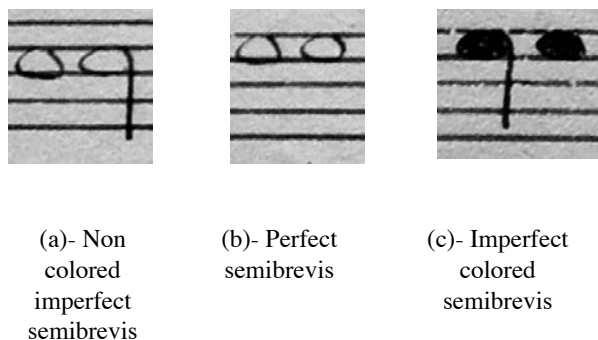 (a)- Non
colored
imperfect
semibrevis
(b)- Perfect
semibrevis
(c)- Imperfect
colored
semibrevis